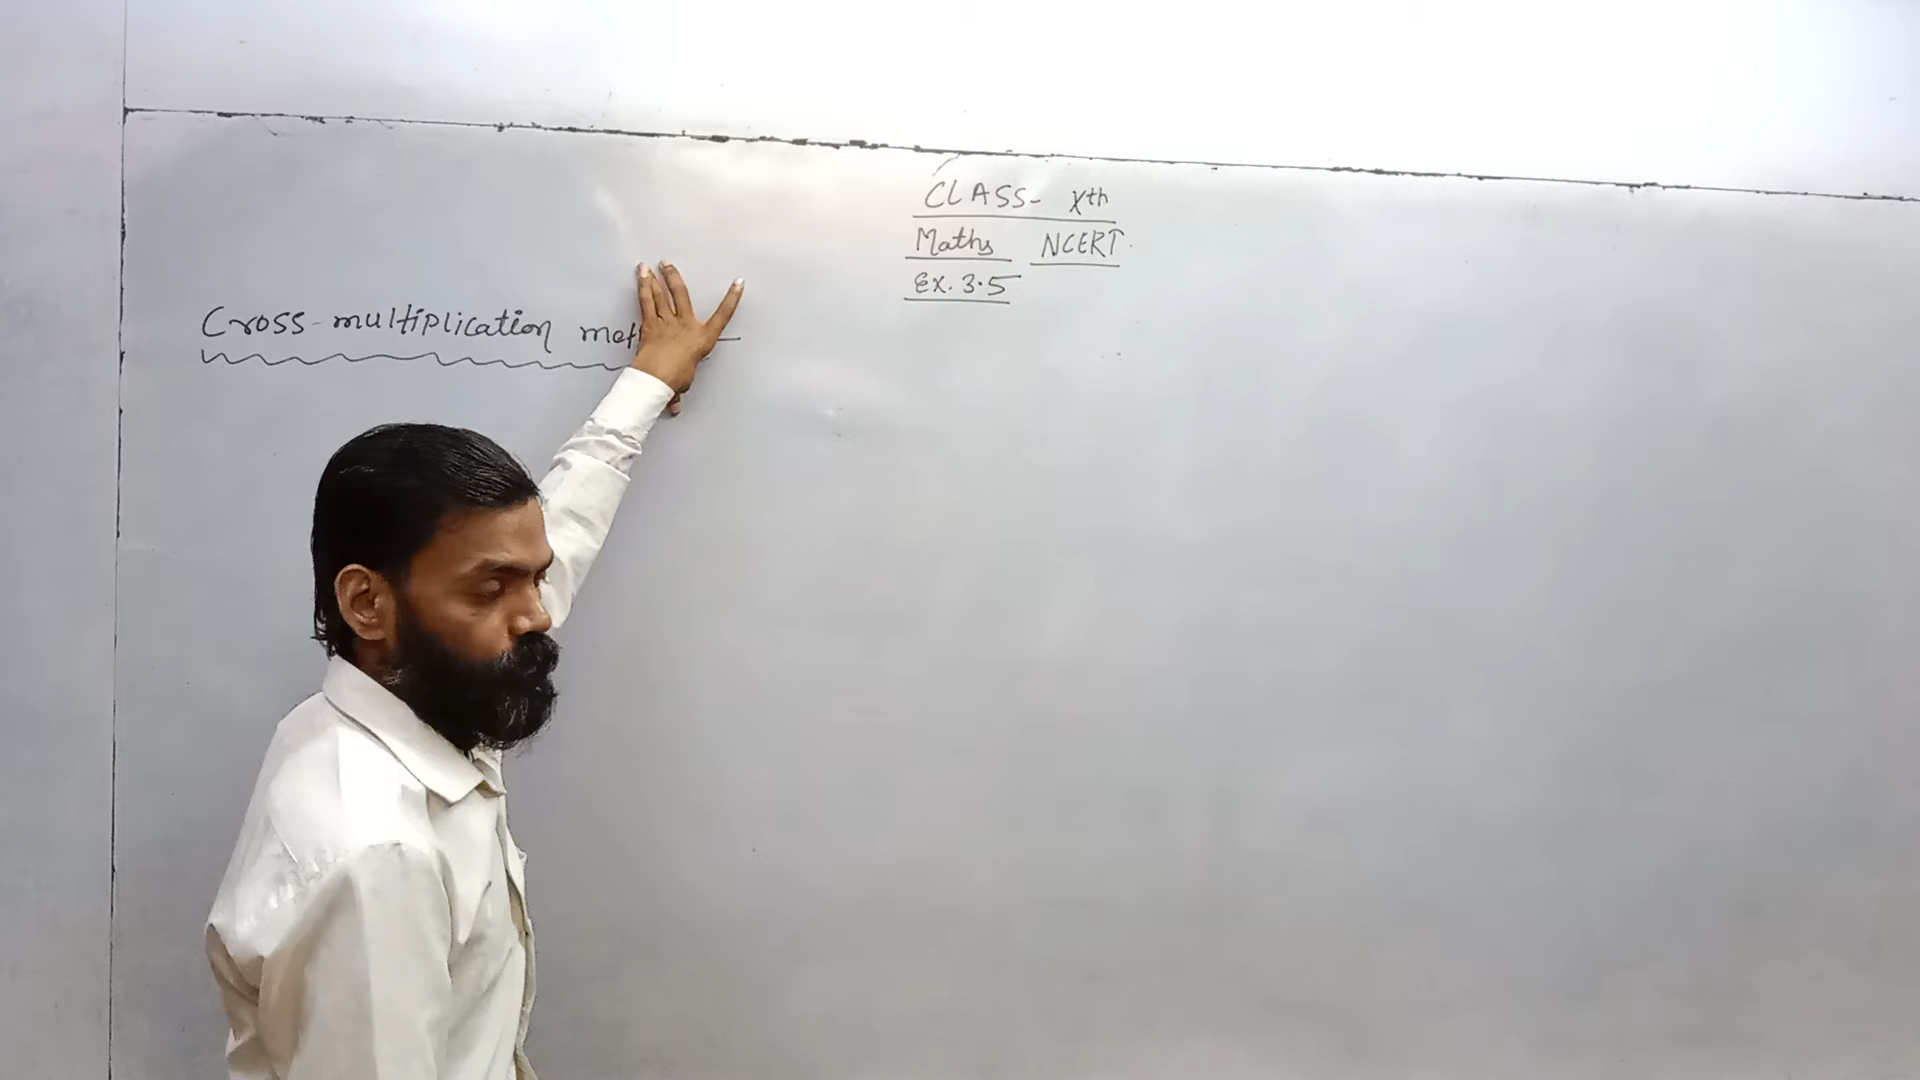 CLASS- Xth
Maths NCERT
Ex. 3.5
Cross-multiplication